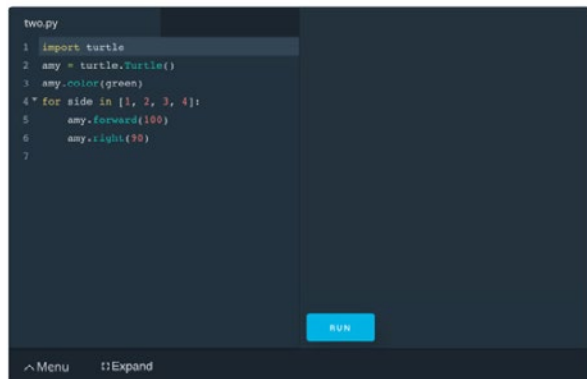 two.py
1 import turtle
2 amy = turtle.Turtle()
3 amy.color(green)
4 for side in [1, 2, 3, 4]:
5     amy.forward(100)
6     amy.right(90)
7
RUN
Menu
Expand